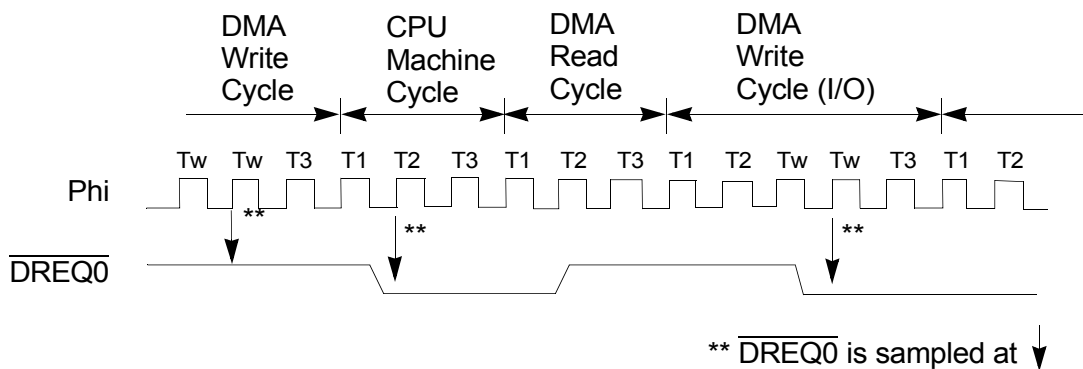 DMA Write Cycle
CPU Machine Cycle
DMA Read Cycle
DMA Write Cycle (I/O)
Tw Tw T3 T1 T2 T3 T1 T2 T3 T1 T2 Tw Tw T3 T1 T2
Phi
** ** **
DREQ0
** DREQ0 is sampled at